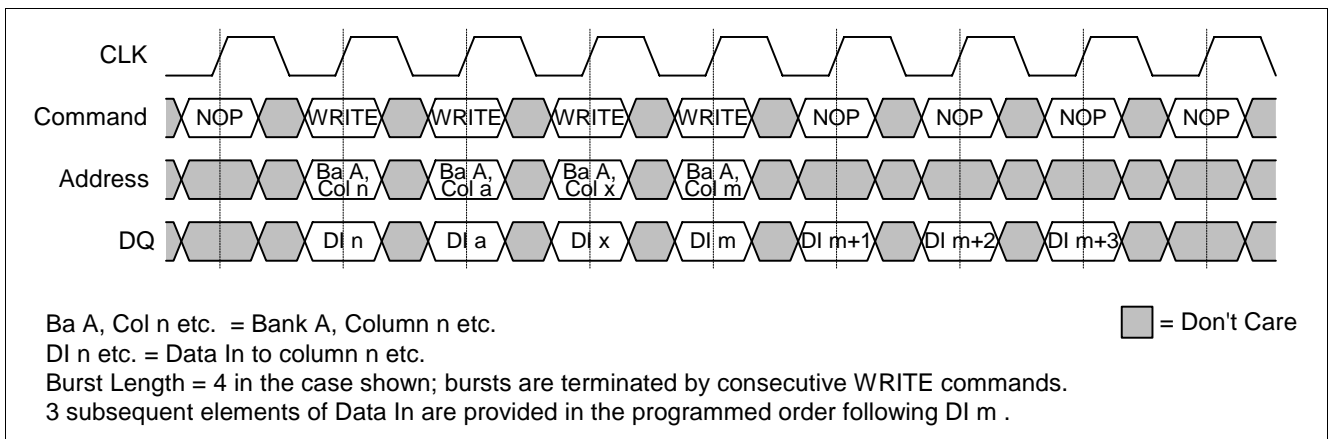 CLK
Command NOP WRITE WRITE WRITE WRITE NOP NOP NOP NOP
Address Ba A, Col n Ba A, Col a Ba A, Col x Ba A, Col m
DQ DI n DI a DI x DI m DI m+1 DI m+2 DI m+3
Ba A, Col n etc. = Bank A, Column n etc.
= Don't Care
DI n etc. = Data In to column n etc.
Burst Length = 4 in the case shown; bursts are terminated by consecutive WRITE commands.
3 subsequent elements of Data In are provided in the programmed order following DI m .